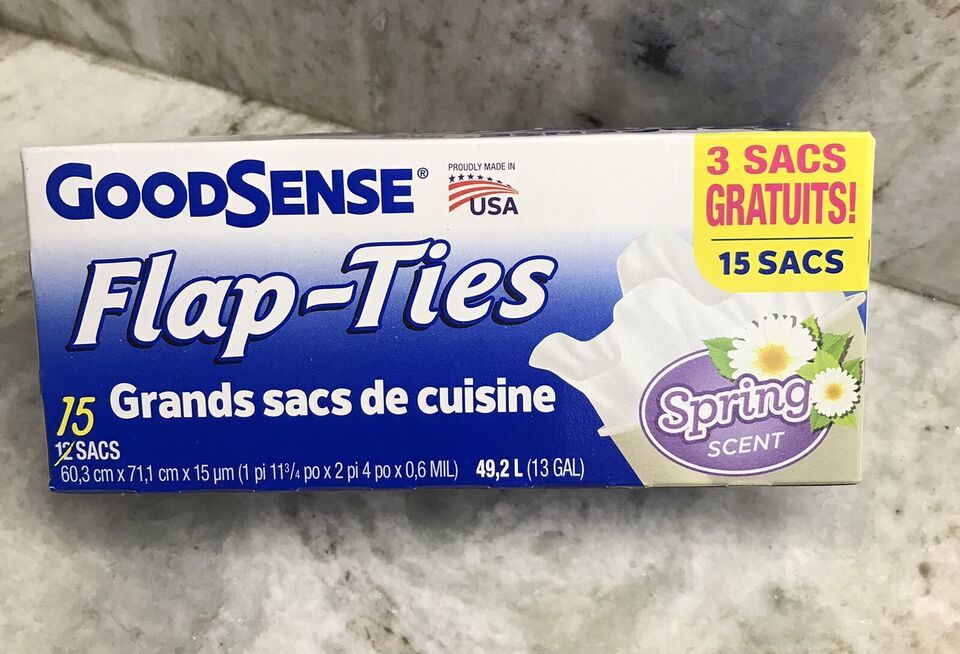 GOODSENSE®
PROUDLY MADE IN
USA
3 SACS
GRATUITS!
15 SACS
Flap-Ties
Spring
SCENT
15 Grands sacs de cuisine
12 SACS
60,3 cm x 71,1 cm x 15 µm (1 pi 11 3/4 po x 2 pi 4 po x 0,6 MIL) 49,2 L (13 GAL)